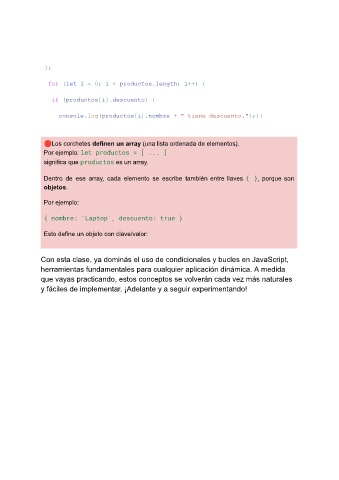 ];
for (let i = 0; i < productos.length; i++) {
if (productos[i].descuento) {
console.log(productos[i].nombre + " tiene descuento.");}}
🔴Los corchetes definen un array (una lista ordenada de elementos).
Por ejemplo: let productos = [ ... ]
significa que productos es un array.
Dentro de ese array, cada elemento se escribe también entre llaves { }, porque son
objetos.
Por ejemplo:
{ nombre: "Laptop", descuento: true }
Esto define un objeto con clave/valor:
Con esta clase, ya dominás el uso de condicionales y bucles en JavaScript,
herramientas fundamentales para cualquier aplicación dinámica. A medida
que vayas practicando, estos conceptos se volverán cada vez más naturales
y fáciles de implementar. ¡Adelante y a seguir experimentando!